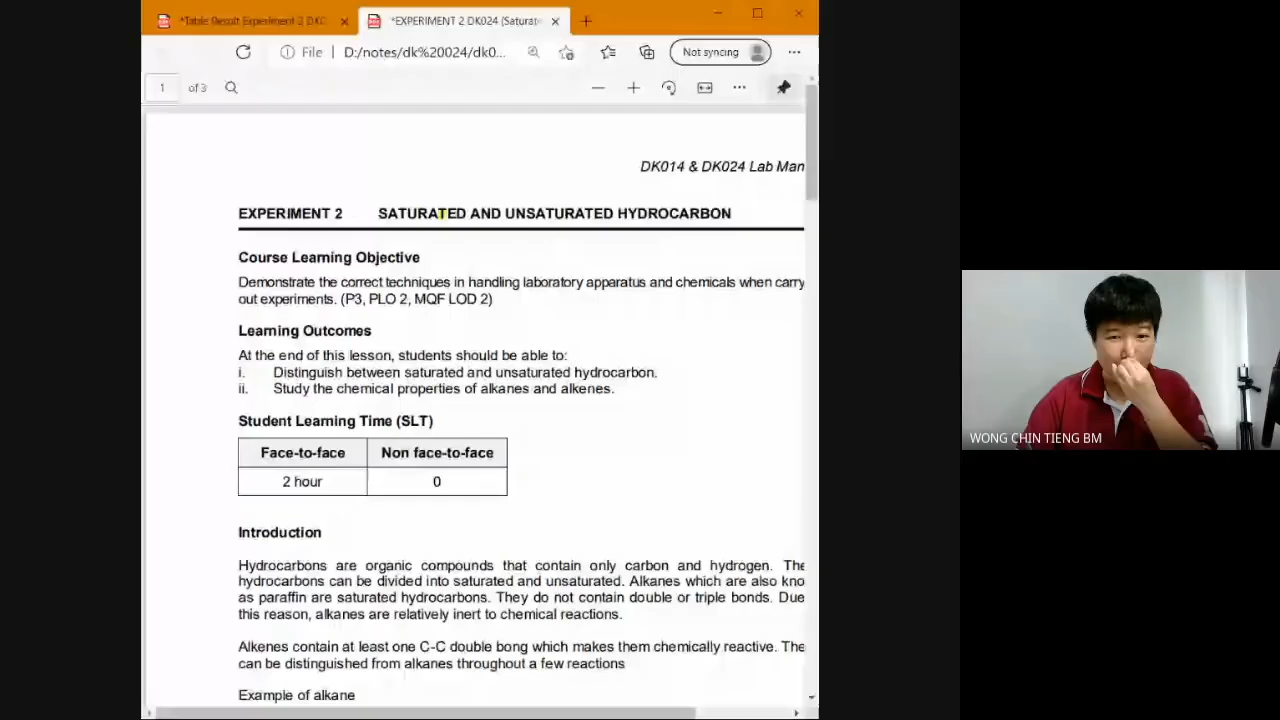 *Table Result Experiment 2 DK0
*EXPERIMENT 2 DK024 (Saturate
File
D:/notes/dk%20024/dk0...
Not syncing
1 of 3
DK014 & DK024 Lab Man
EXPERIMENT 2 SATURATED AND UNSATURATED HYDROCARBON
Course Learning Objective
Demonstrate the correct techniques in handling laboratory apparatus and chemicals when carry
out experiments. (P3, PLO 2, MQF LOD 2)
Learning Outcomes
At the end of this lesson, students should be able to:
i. Distinguish between saturated and unsaturated hydrocarbon.
ii. Study the chemical properties of alkanes and alkenes.
Student Learning Time (SLT)
Face-to-face Non face-to-face
2 hour 0
Introduction
Hydrocarbons are organic compounds that contain only carbon and hydrogen. The
hydrocarbons can be divided into saturated and unsaturated. Alkanes which are also kno
as paraffin are saturated hydrocarbons. They do not contain double or triple bonds. Due
this reason, alkanes are relatively inert to chemical reactions.
Alkenes contain at least one C-C double bong which makes them chemically reactive. The
can be distinguished from alkanes throughout a few reactions
Example of alkane
WONG CHIN TIENG BM